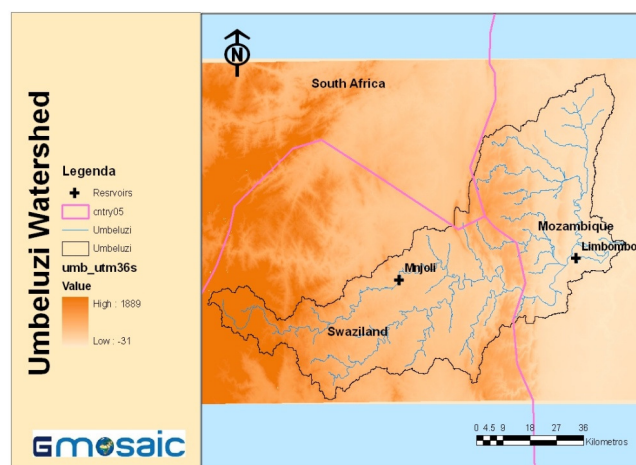 Umbeluzi Watershed
N
South Africa
Legenda
Resrvoirs
cntry05
Umbeluzi
Umbeluzi
umb_utm36s
Value
High : 1889
Low : -31
Mozambique
Limbombo
Mnjoli
Swaziland
0 4.5 9 18 27 36
Kilometros
Gmosaic